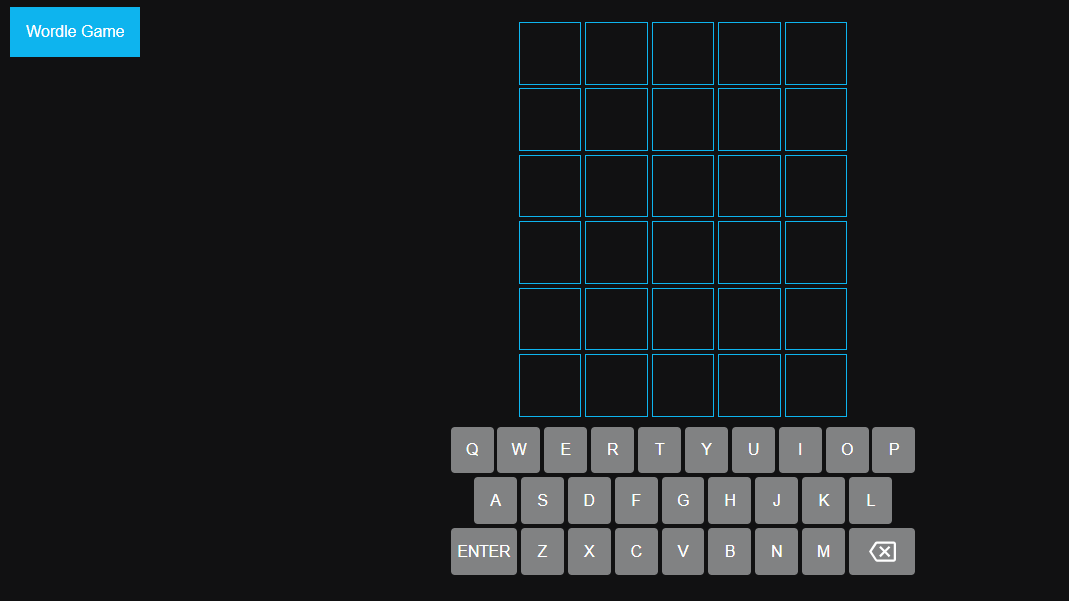 Wordle Game
Q W E R T Y U I O P
A S D F G H J K L
ENTER Z X C V B N M